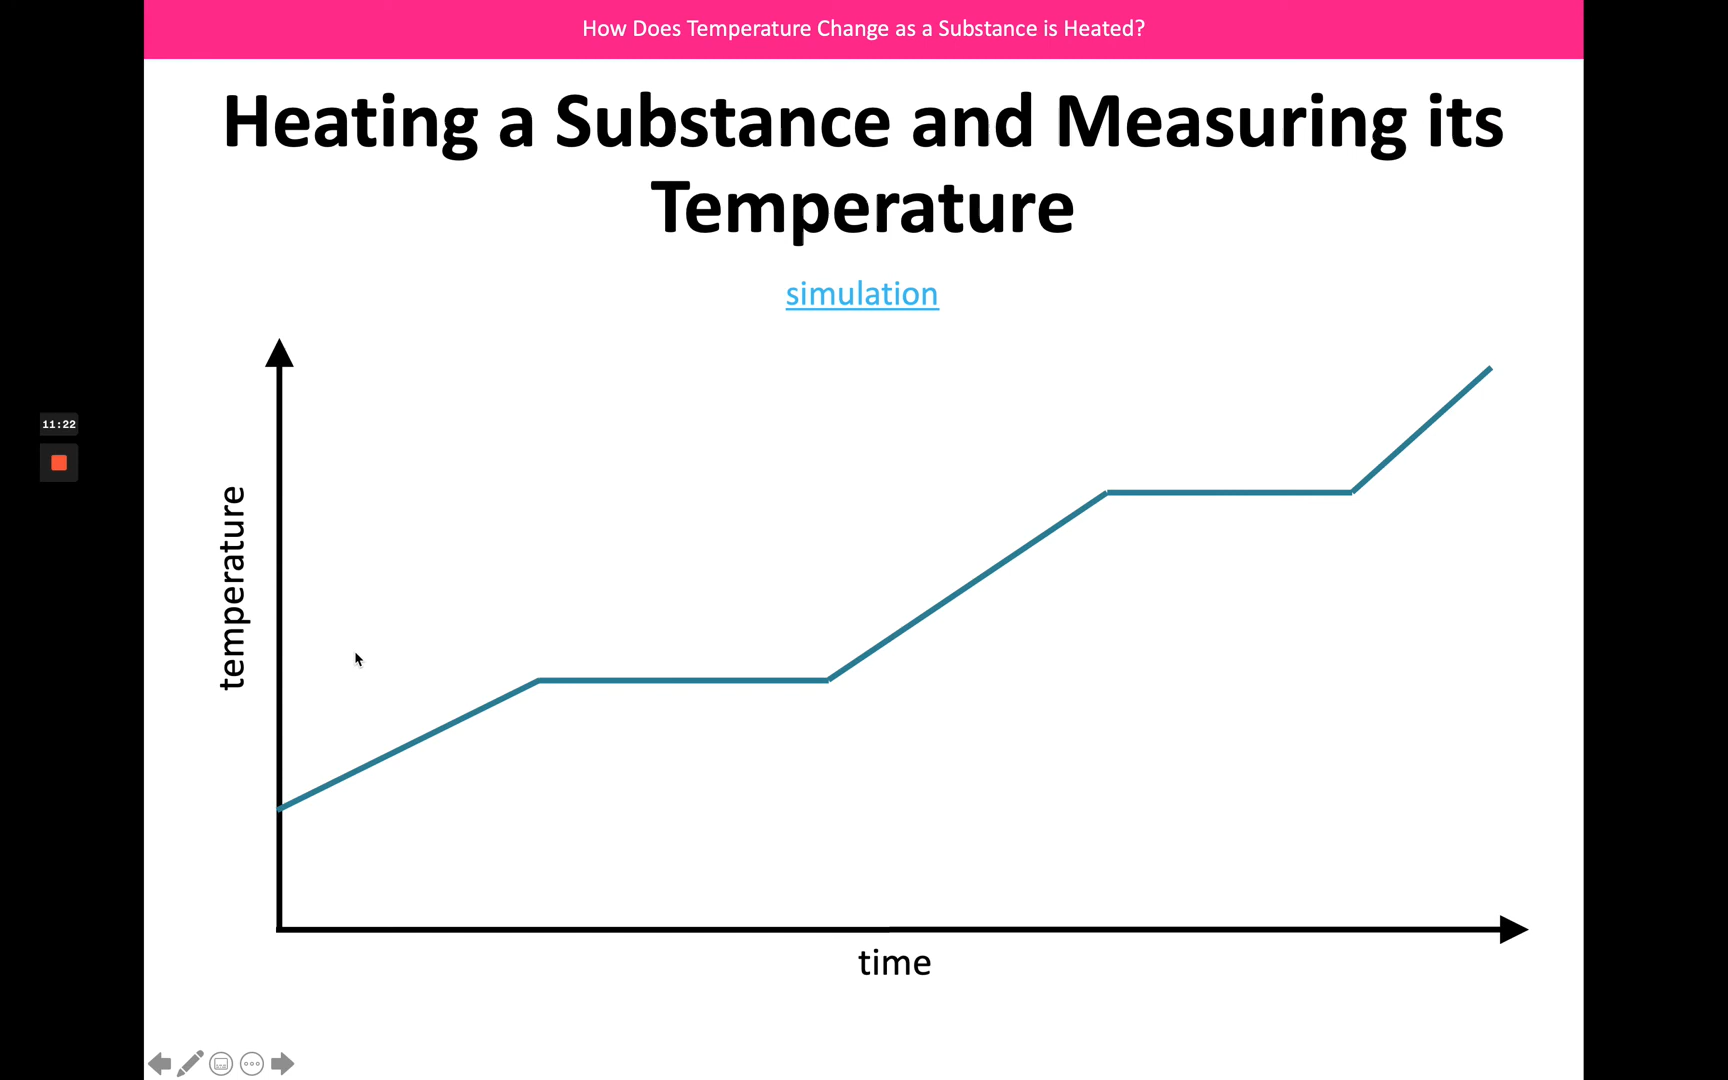 How Does Temperature Change as a Substance is Heated?
Heating a Substance and Measuring its
Temperature
simulation
11:22
temperature
time